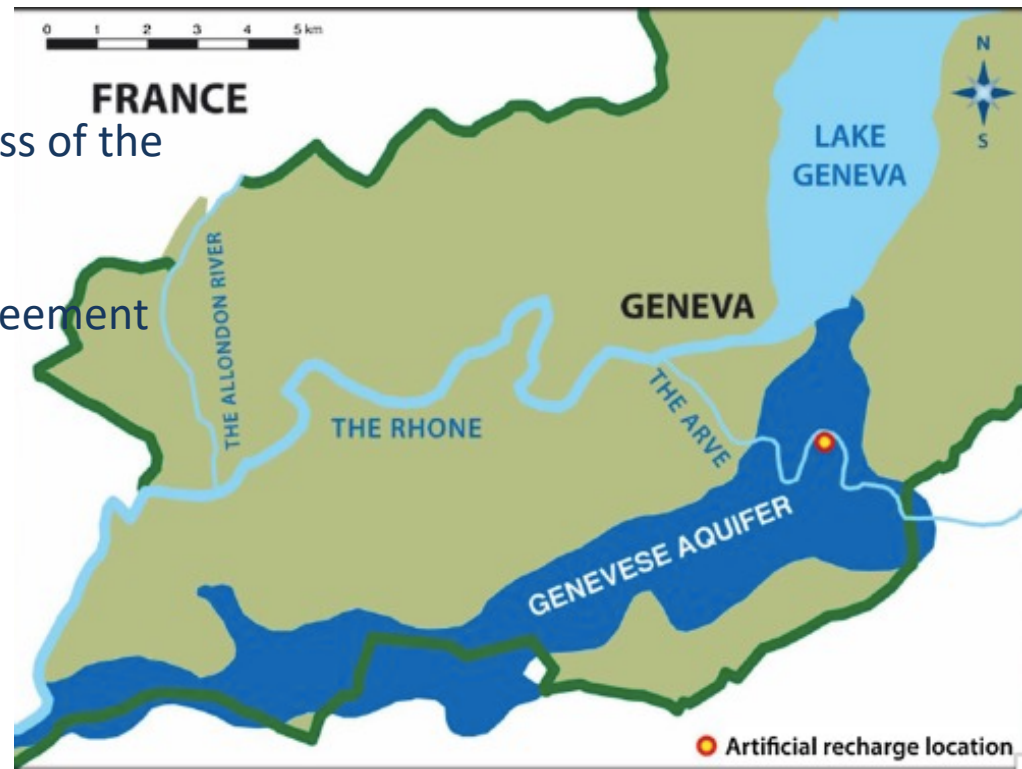 0 1 2 3 4 5 km
FRANCE
ss of the
eement
N
S
LAKE
GENEVA
THE ALLONDON RIVER
GENEVA
THE RHONE
THE ARVE
GENEVESE AQUIFER
Artificial recharge location